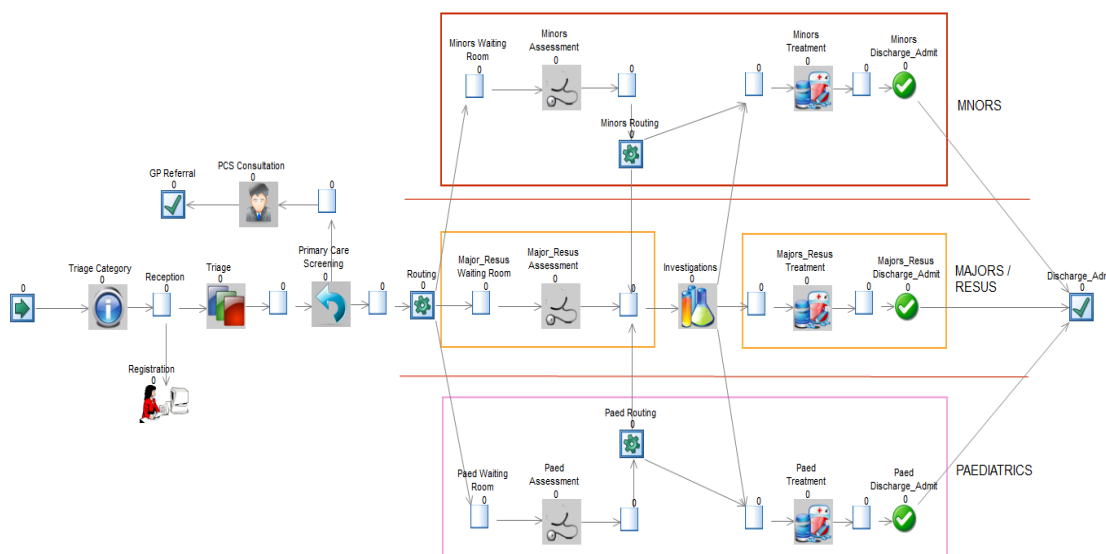 Minors Waiting
Room
0
Minors
Assessment
0
0
Minors
Treatment
0
0
0
Minors
Discharge_Admit
0
MNORS
Minors Routing
0
GP Referral
0
PCS Consultation
0
0
Triage Category
0
0
Reception
0
Triage
0
0
Primary Care
Screening
0
0
Routing
0
Major_Resus
Waiting Room
0
Major_Resus
Assessment
0
0
Investigations
0
0
Majors_Resus
Treatment
0
0
Majors_Resus
Discharge_Admit
0
MAJORS /
RESUS
Discharge_Adr
0
Registration
0
Paed Routing
0
Paed Waiting
Room
0
Paed
Assessment
0
0
0
Paed
Treatment
0
0
Paed
Discharge_Admit
0
PAEDIATRICS